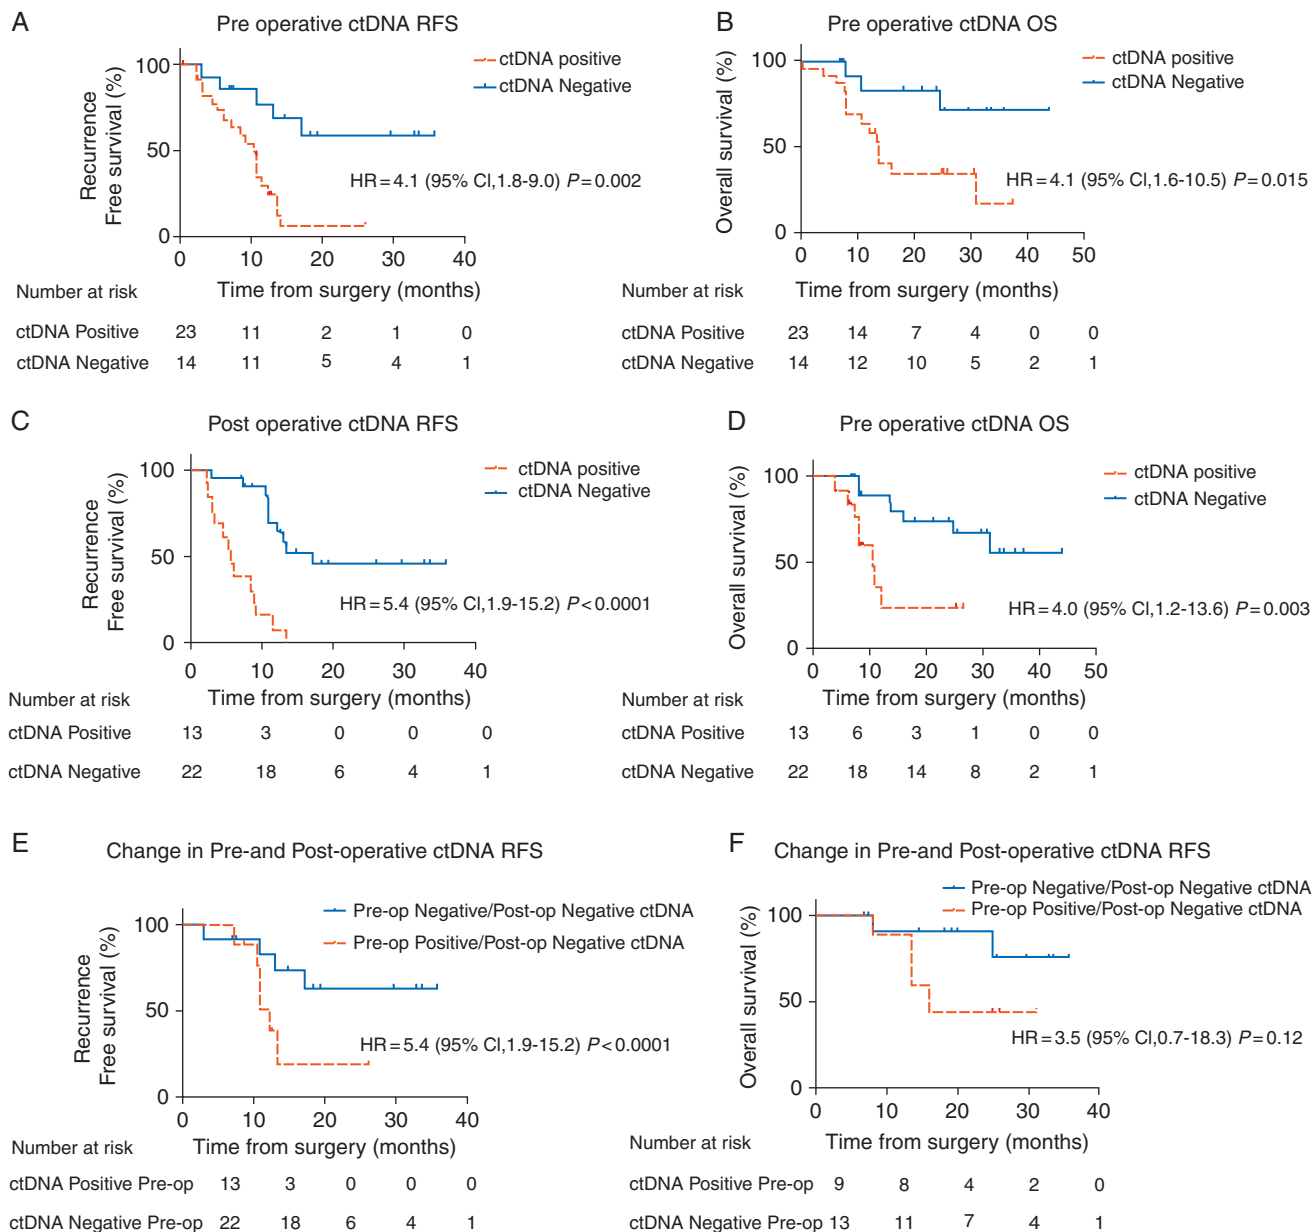 A
Pre operative ctDNA RFS
Recurrence
Free survival (%)
100
50
0
ctDNA positive
ctDNA Negative
HR=4.1 (95% CI,1.8-9.0) P=0.002
0 10 20 30 40
Number at risk
Time from surgery (months)
ctDNA Positive 23 11 2 1 0
ctDNA Negative 14 11 5 4 1
B
Pre operative ctDNA OS
Overall survival (%)
100
50
0
ctDNA positive
ctDNA Negative
HR=4.1 (95% CI,1.6-10.5) P=0.015
0 10 20 30 40 50
Number at risk
Time from surgery (months)
ctDNA Positive 23 14 7 4 0 0
ctDNA Negative 14 12 10 5 2 1
C
Post operative ctDNA RFS
Recurrence
Free survival (%)
100
50
0
ctDNA positive
ctDNA Negative
HR=5.4 (95% CI,1.9-15.2) P<0.0001
0 10 20 30 40
Number at risk
Time from surgery (months)
ctDNA Positive 13 3 0 0 0
ctDNA Negative 22 18 6 4 1
D
Pre operative ctDNA OS
Overall survival (%)
100
50
0
ctDNA positive
ctDNA Negative
HR=4.0 (95% CI,1.2-13.6) P=0.003
0 10 20 30 40 50
Number at risk
Time from surgery (months)
ctDNA Positive 13 6 3 1 0 0
ctDNA Negative 22 18 14 8 2 1
E
Change in Pre-and Post-operative ctDNA RFS
Recurrence
Free survival (%)
100
50
0
Pre-op Negative/Post-op Negative ctDNA
Pre-op Positive/Post-op Negative ctDNA
HR=5.4 (95% CI,1.9-15.2) P<0.0001
0 10 20 30 40
Number at risk
Time from surgery (months)
ctDNA Positive Pre-op 13 3 0 0 0
ctDNA Negative Pre-op 22 18 6 4 1
F
Change in Pre-and Post-operative ctDNA RFS
Overall survival (%)
100
50
0
Pre-op Negative/Post-op Negative ctDNA
Pre-op Positive/Post-op Negative ctDNA
HR=3.5 (95% CI,0.7-18.3) P=0.12
0 10 20 30 40
Number at risk
Time from surgery (months)
ctDNA Positive Pre-op 9 8 4 2 0
ctDNA Negative Pre-op 13 11 7 4 1